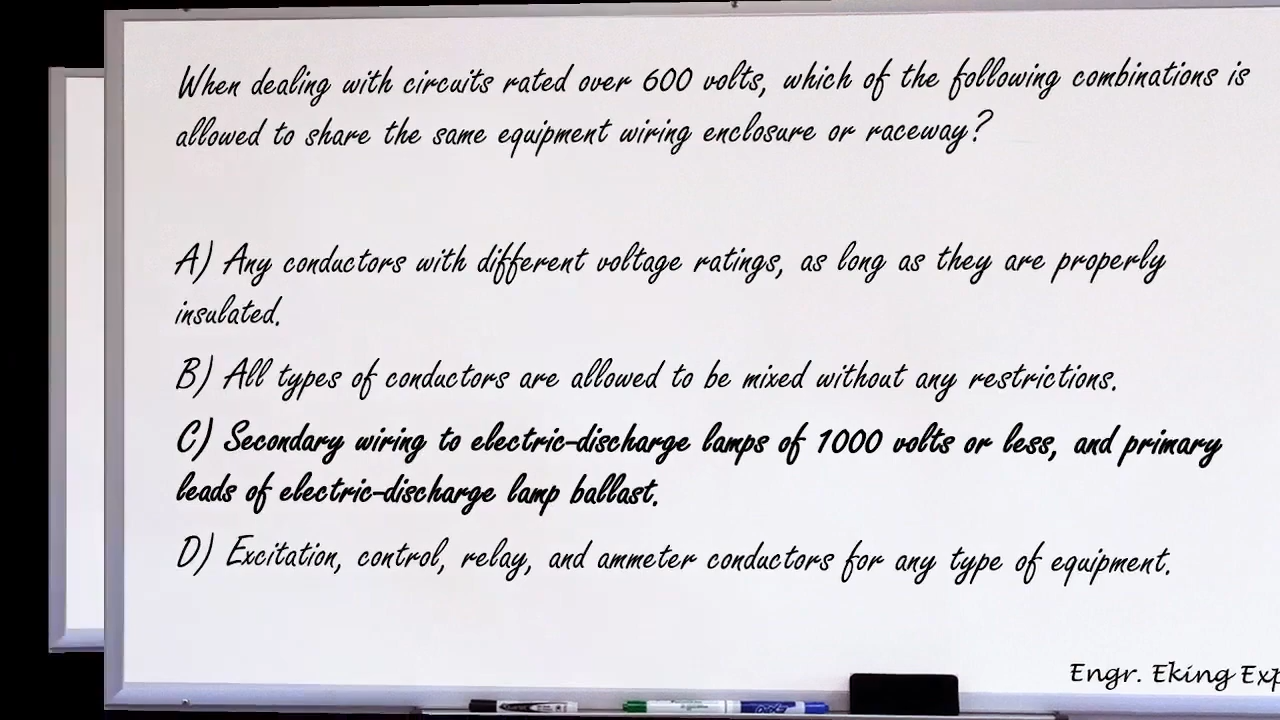 When dealing with circuits rated over 600 volts, which of the following combinations is
allowed to share the same equipment wiring enclosure or raceway?
A) Any conductors with different voltage ratings, as long as they are properly
insulated.
B) All types of conductors are allowed to be mixed without any restrictions.
C) Secondary wiring to electric-discharge lamps of 1000 volts or less, and primary
leads of electric-discharge lamp ballast.
D) Excitation, control, relay, and ammeter conductors for any type of equipment.
Engr. Eking Exp